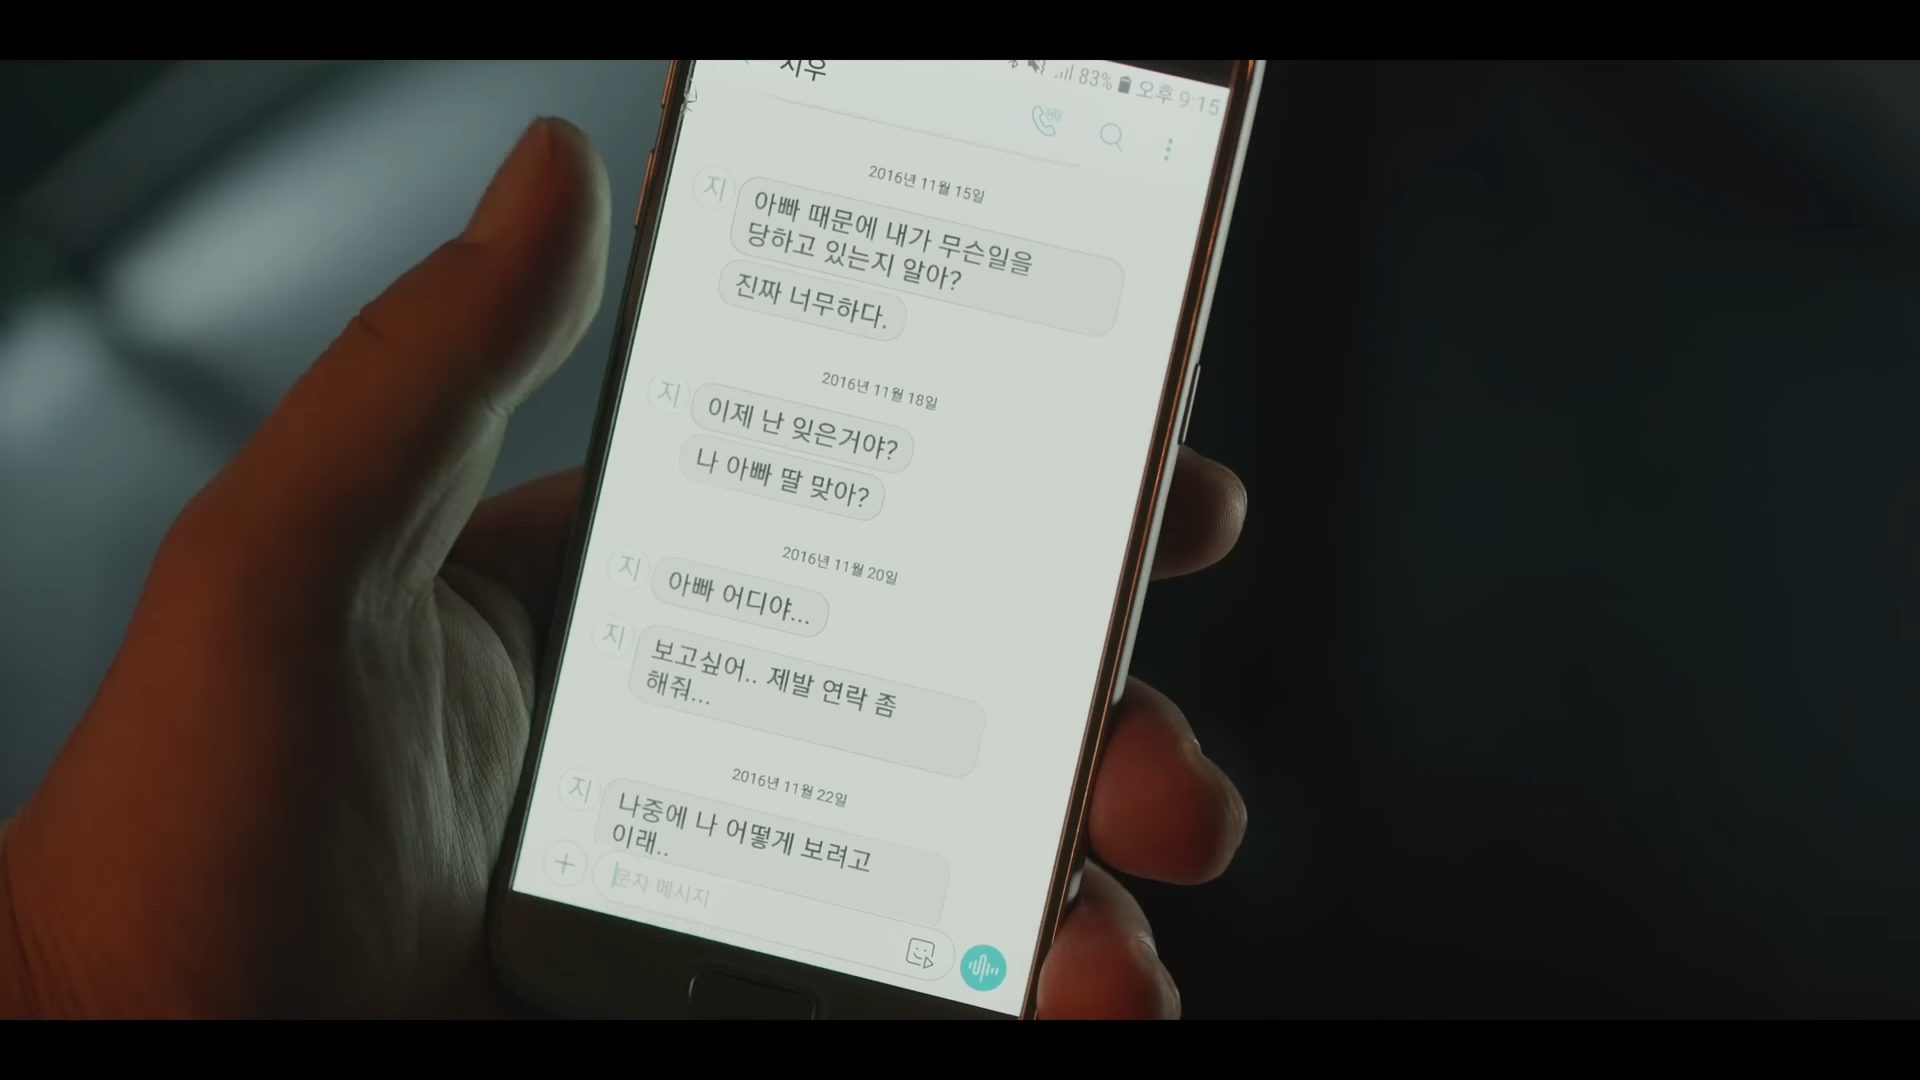 지우
83% 오후 9:15
2016년 11월 15일
지
아빠 때문에 내가 무슨일을
당하고 있는지 알아?
진짜 너무하다.
2016년 11월 18일
지
이제 난 잊은거야?
나 아빠 딸 맞아?
2016년 11월 20일
지
아빠 어디야...
지
보고싶어.. 제발 연락 좀
해줘...
2016년 11월 22일
지
나중에 나 어떻게 보려고
이래..
문자 메시지